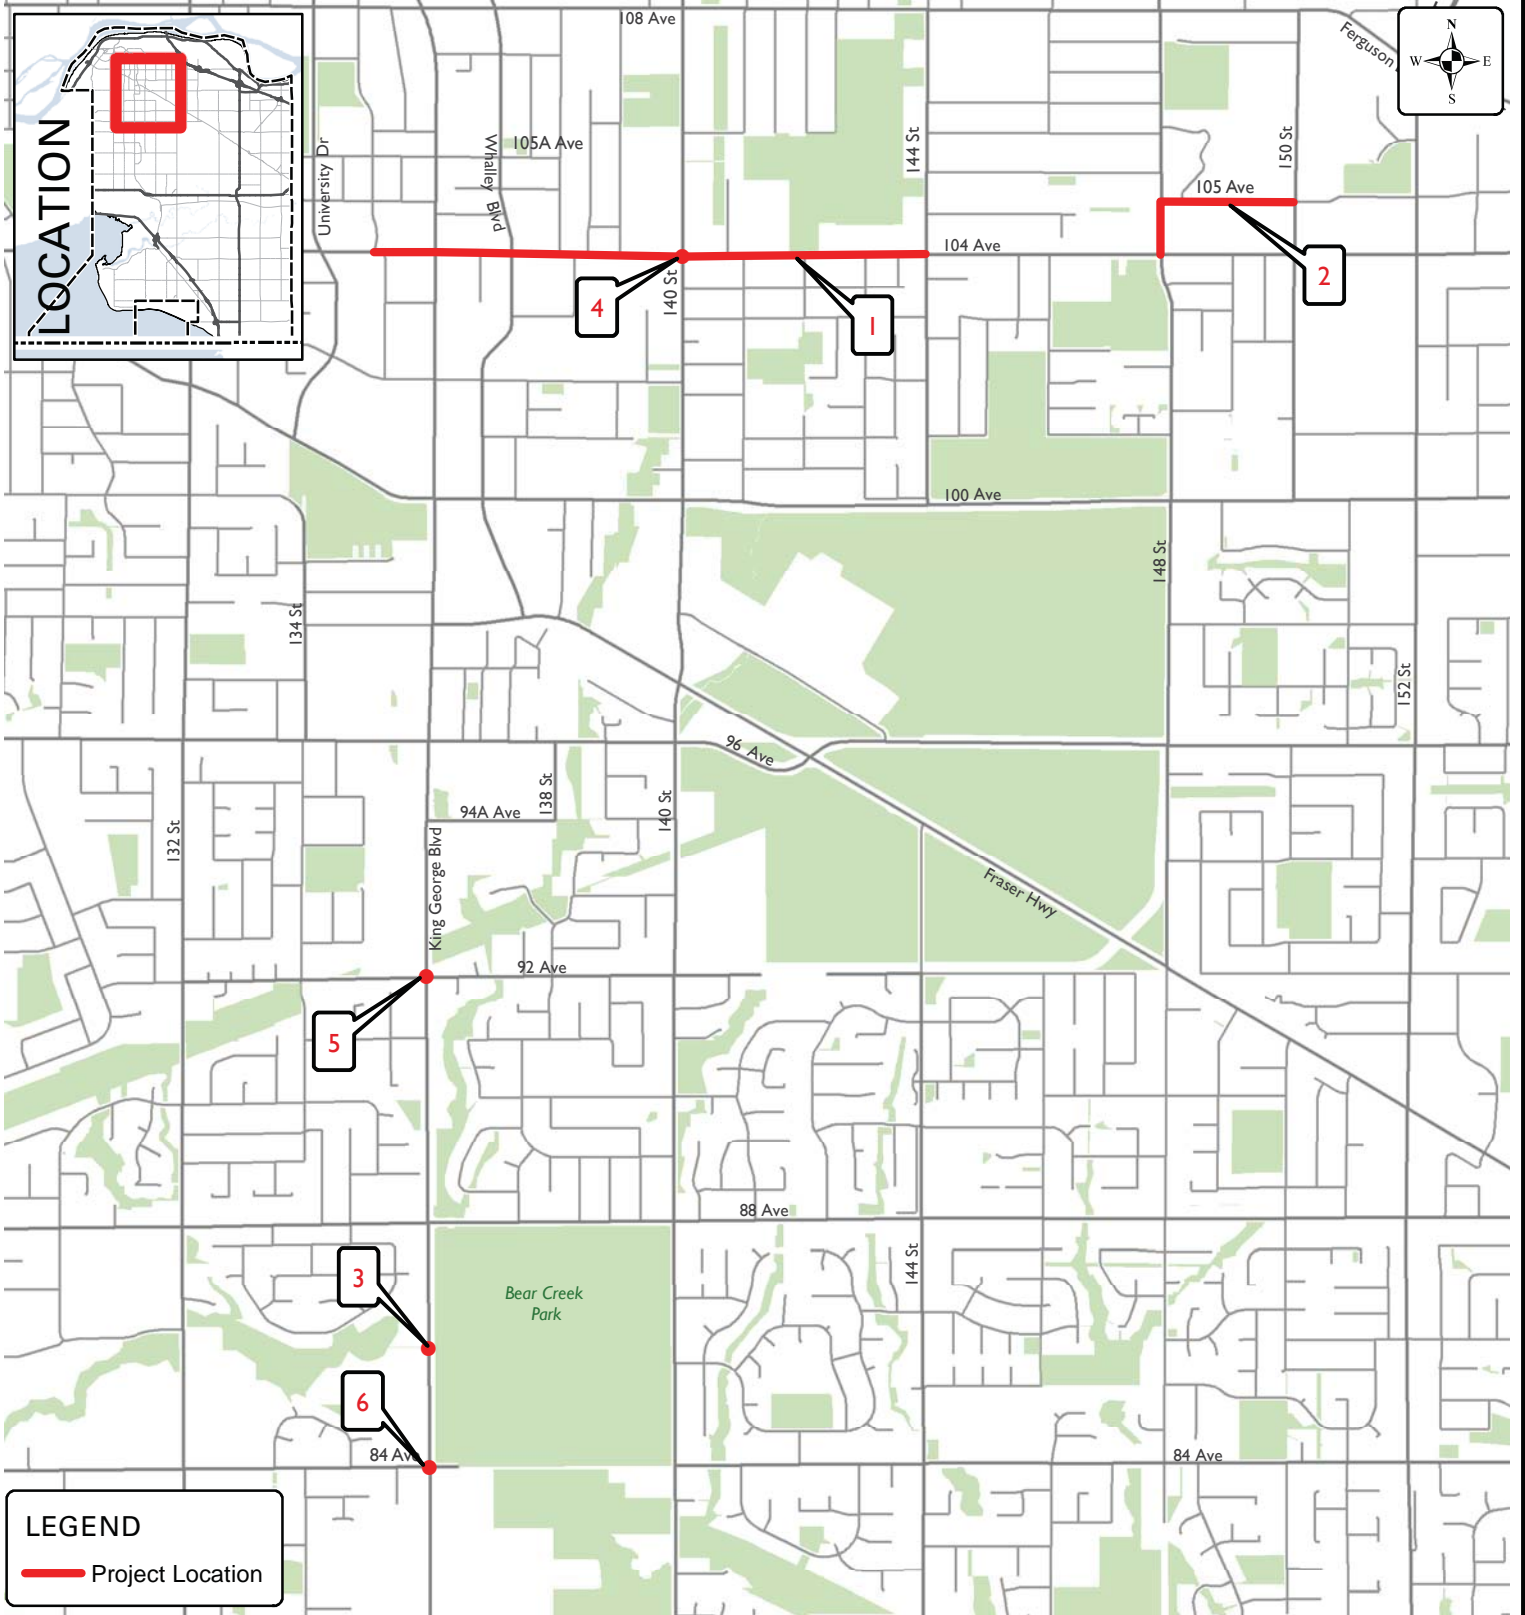 108 Ave
Ferguson
N
W
E
S
LOCATION
University Dr
Whalley Blvd
105A Ave
144 St
150 St
105 Ave
104 Ave
2
4
140 St
1
100 Ave
148 St
134 St
152 St
96 Ave
138 St
140 St
94A Ave
132 St
King George Blvd
Fraser Hwy
92 Ave
5
88 Ave
144 St
3
Bear Creek
Park
6
84 Ave
84 Ave
LEGEND
Project Location